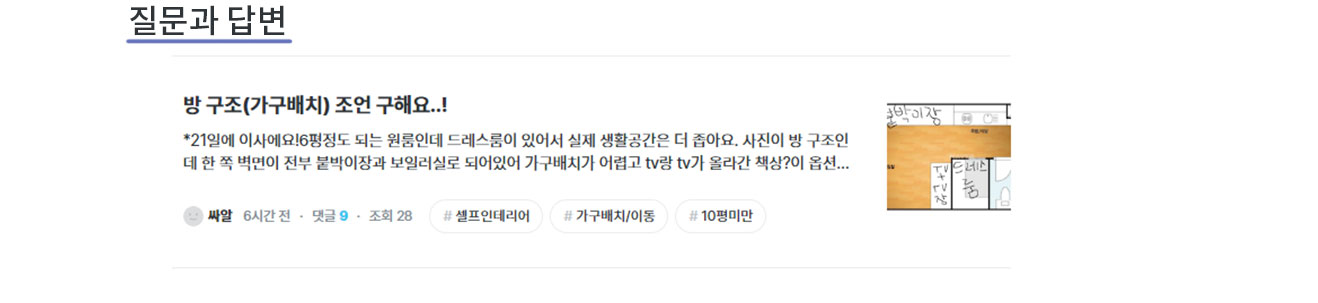 질문과 답변
방 구조(가구배치) 조언 구해요..!
*21일에 이사에요!6평정도 되는 원룸인데 드레스룸이 있어서 실제 생활공간은 더 좁아요. 사진이 방 구조인
데 한 쪽 벽면이 전부 붙박이장과 보일러실로 되어있어 가구배치가 어렵고 tv랑 tv가 올라간 책상?이 옵션...
싸알 6시간 전 · 댓글 9 · 조회 28 # 셀프인테리어 # 가구배치/이동 # 10평미만
붙박이장
TV
+
TV
장
드레스
룸